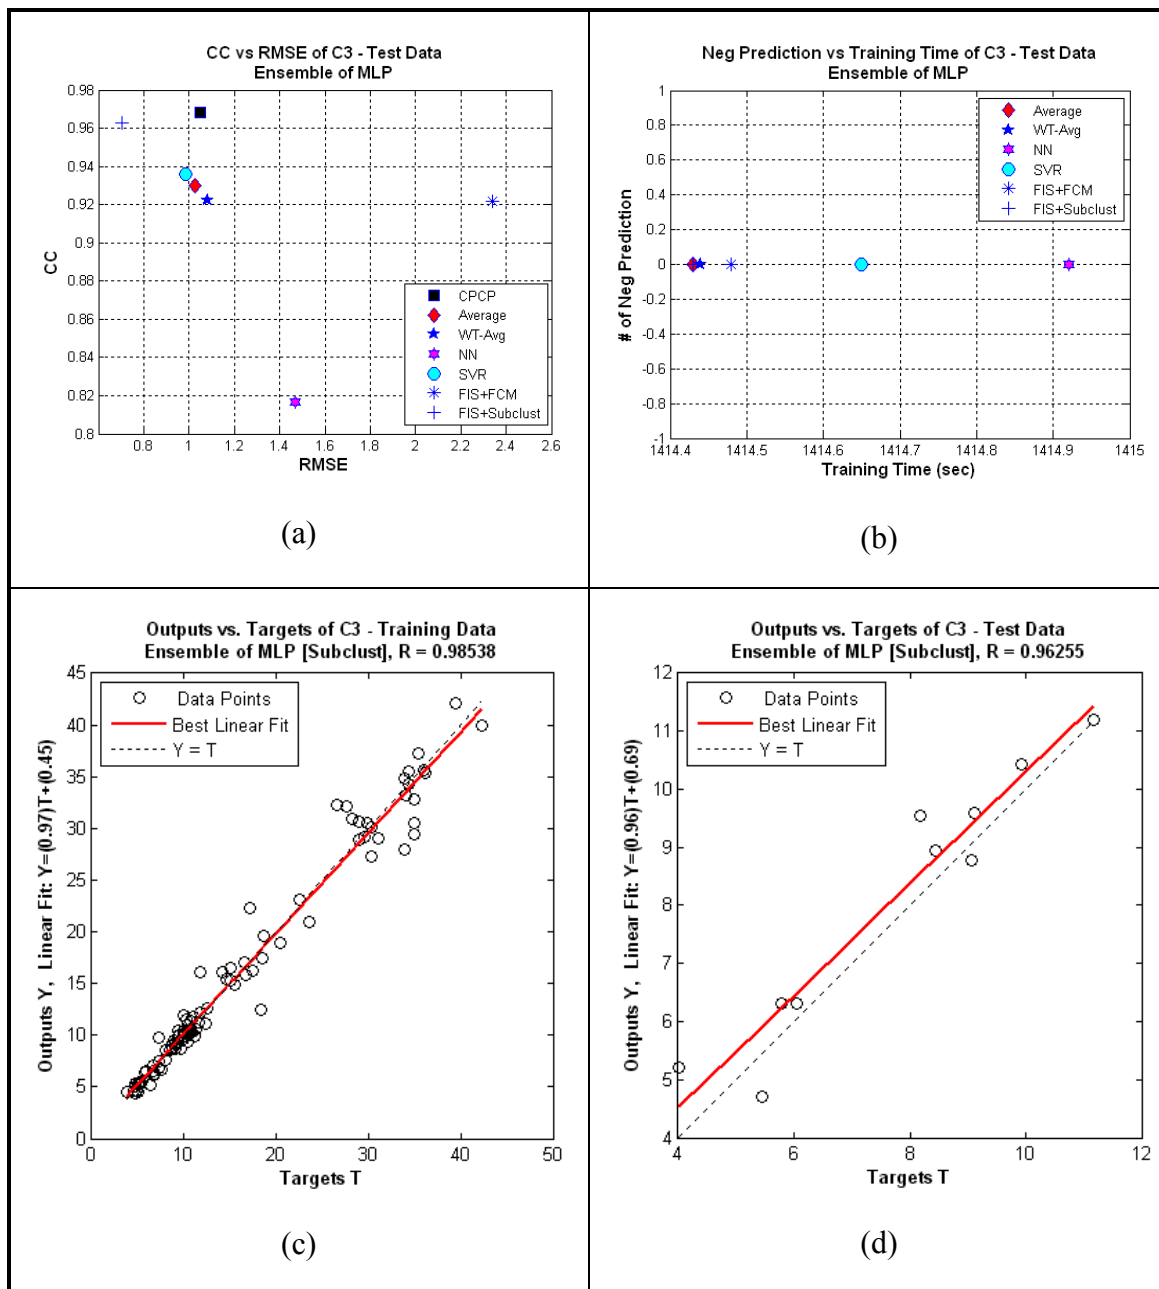 CC vs RMSE of C3 - Test Data
Ensemble of MLP
0.98
0.96
0.94
0.92
0.9
0.88
0.86
0.84
0.82
0.8
CC
CPCP
Average
WT-Avg
NN
SVR
FIS+FCM
FIS+Subclust
0.8 1 1.2 1.4 1.6 1.8 2 2.2 2.4 2.6
RMSE
(a)
Neg Prediction vs Training Time of C3 - Test Data
Ensemble of MLP
1
0.8
0.6
0.4
0.2
0
-0.2
-0.4
-0.6
-0.8
-1
# of Neg Prediction
Average
WT-Avg
NN
SVR
FIS+FCM
FIS+Subclust
1414.4 1414.5 1414.6 1414.7 1414.8 1414.9 1415
Training Time (sec)
(b)
Outputs vs. Targets of C3 - Training Data
Ensemble of MLP [Subclust], R = 0.98538
45
40
35
30
25
20
15
10
5
0
Outputs Y, Linear Fit: Y=(0.97)T+(0.45)
Data Points
Best Linear Fit
Y = T
0 10 20 30 40 50
Targets T
(c)
Outputs vs. Targets of C3 - Test Data
Ensemble of MLP [Subclust], R = 0.96255
12
11
10
9
8
7
6
5
4
Outputs Y, Linear Fit: Y=(0.96)T+(0.69)
Data Points
Best Linear Fit
Y = T
4 6 8 10 12
Targets T
(d)